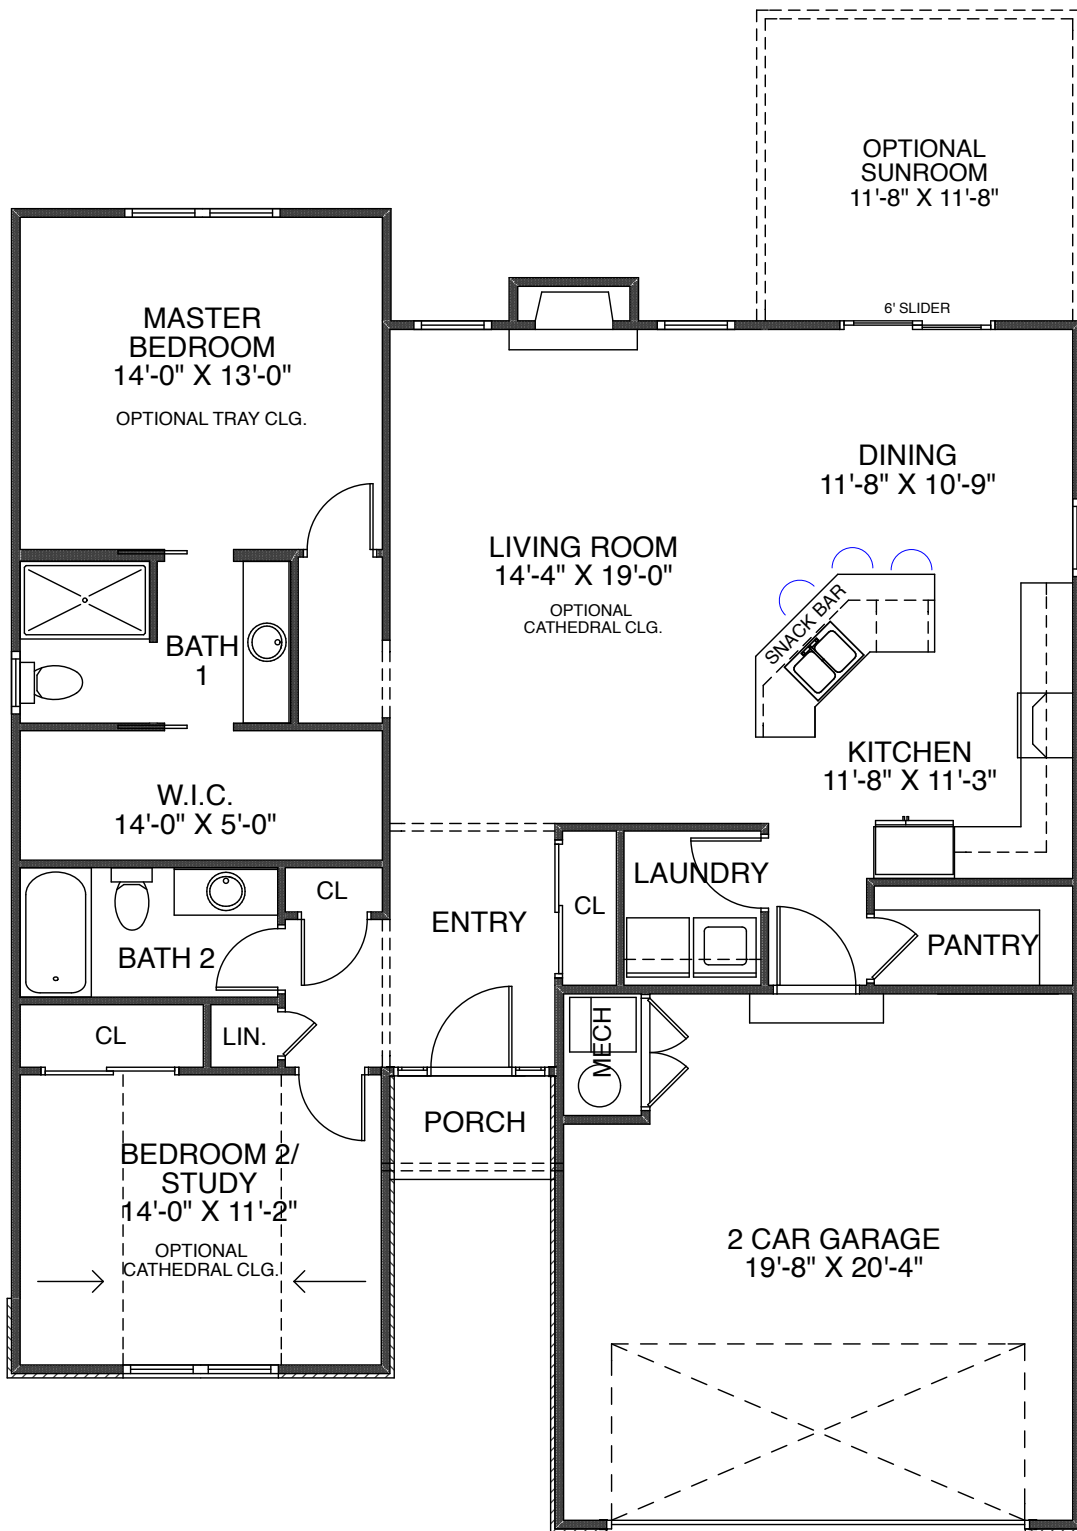 OPTIONAL
SUNROOM
11'-8" X 11'-8"
6' SLIDER
MASTER
BEDROOM
14'-0" X 13'-0"
OPTIONAL TRAY CLG.
DINING
11'-8" X 10'-9"
LIVING ROOM
14'-4" X 19'-0"
OPTIONAL
CATHEDRAL CLG.
SNACK BAR
BATH
1
KITCHEN
11'-8" X 11'-3"
W.I.C.
14'-0" X 5'-0"
CL
LAUNDRY
CL
ENTRY
BATH 2
PANTRY
CL
LIN.
MECH
PORCH
BEDROOM 2/
STUDY
14'-0" X 11'-2"
OPTIONAL
CATHEDRAL CLG.
2 CAR GARAGE
19'-8" X 20'-4"